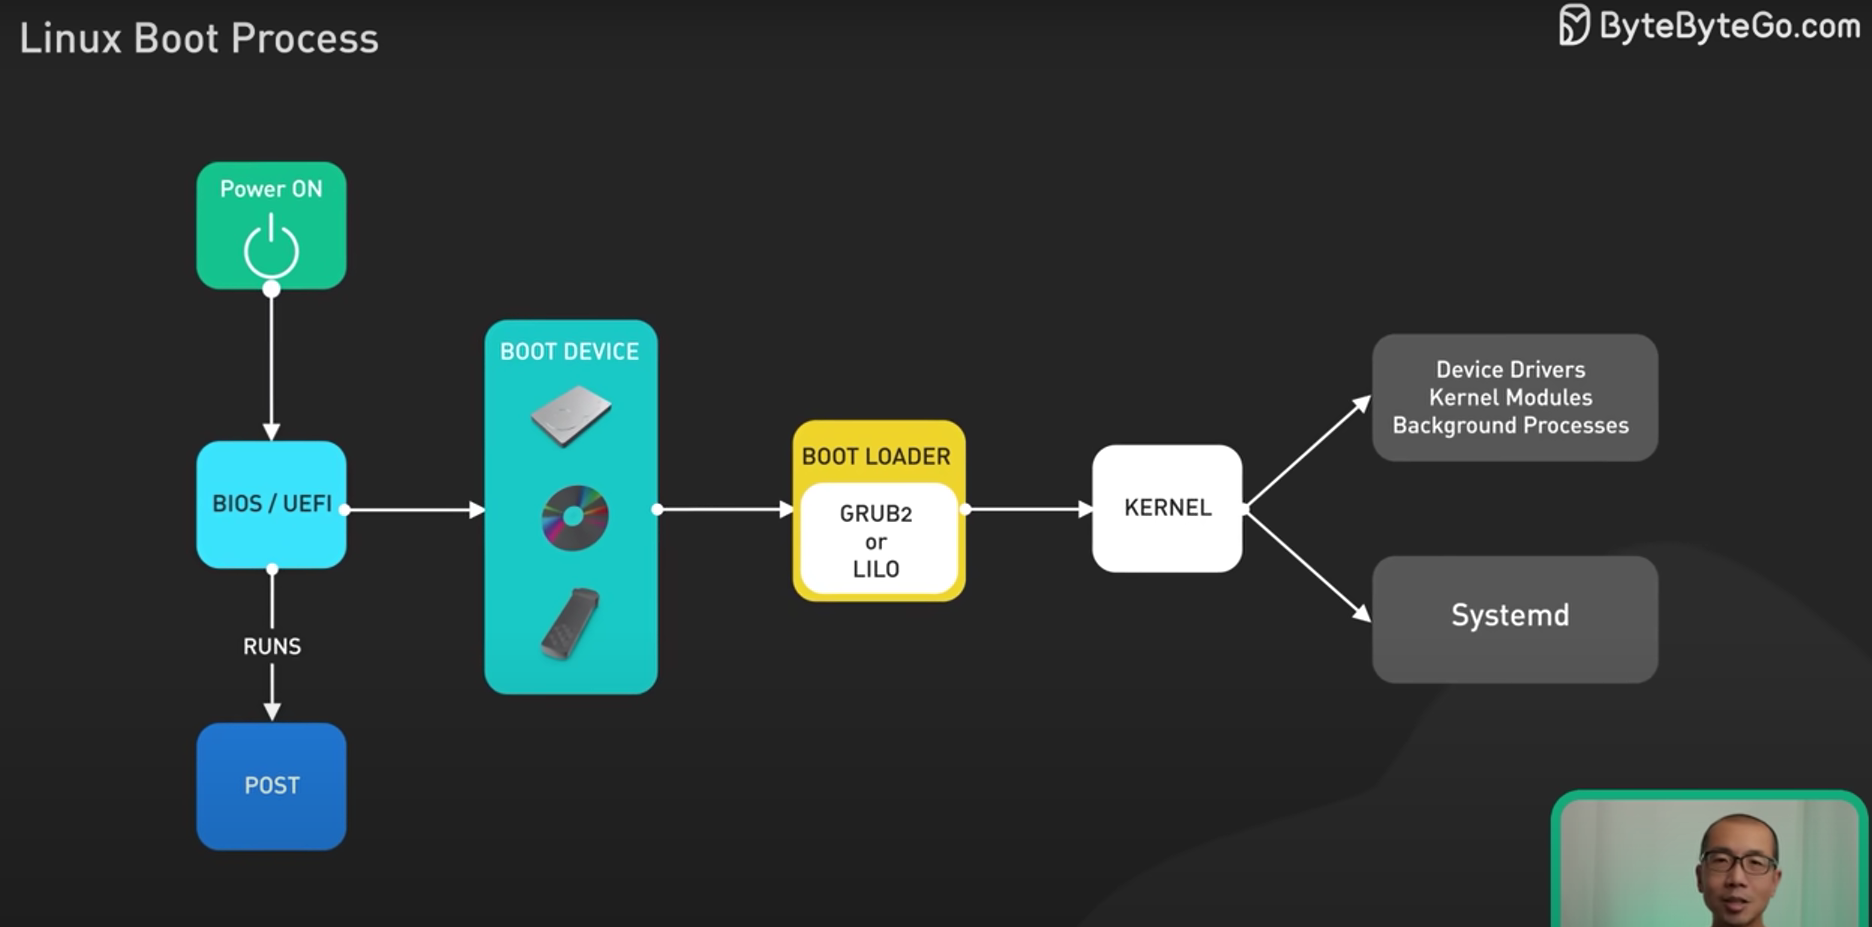 Linux Boot Process
ByteByteGo.com
Power ON
BIOS / UEFI
RUNS
POST
BOOT DEVICE
BOOT LOADER
GRUB2
or
LILO
KERNEL
Device Drivers
Kernel Modules
Background Processes
Systemd